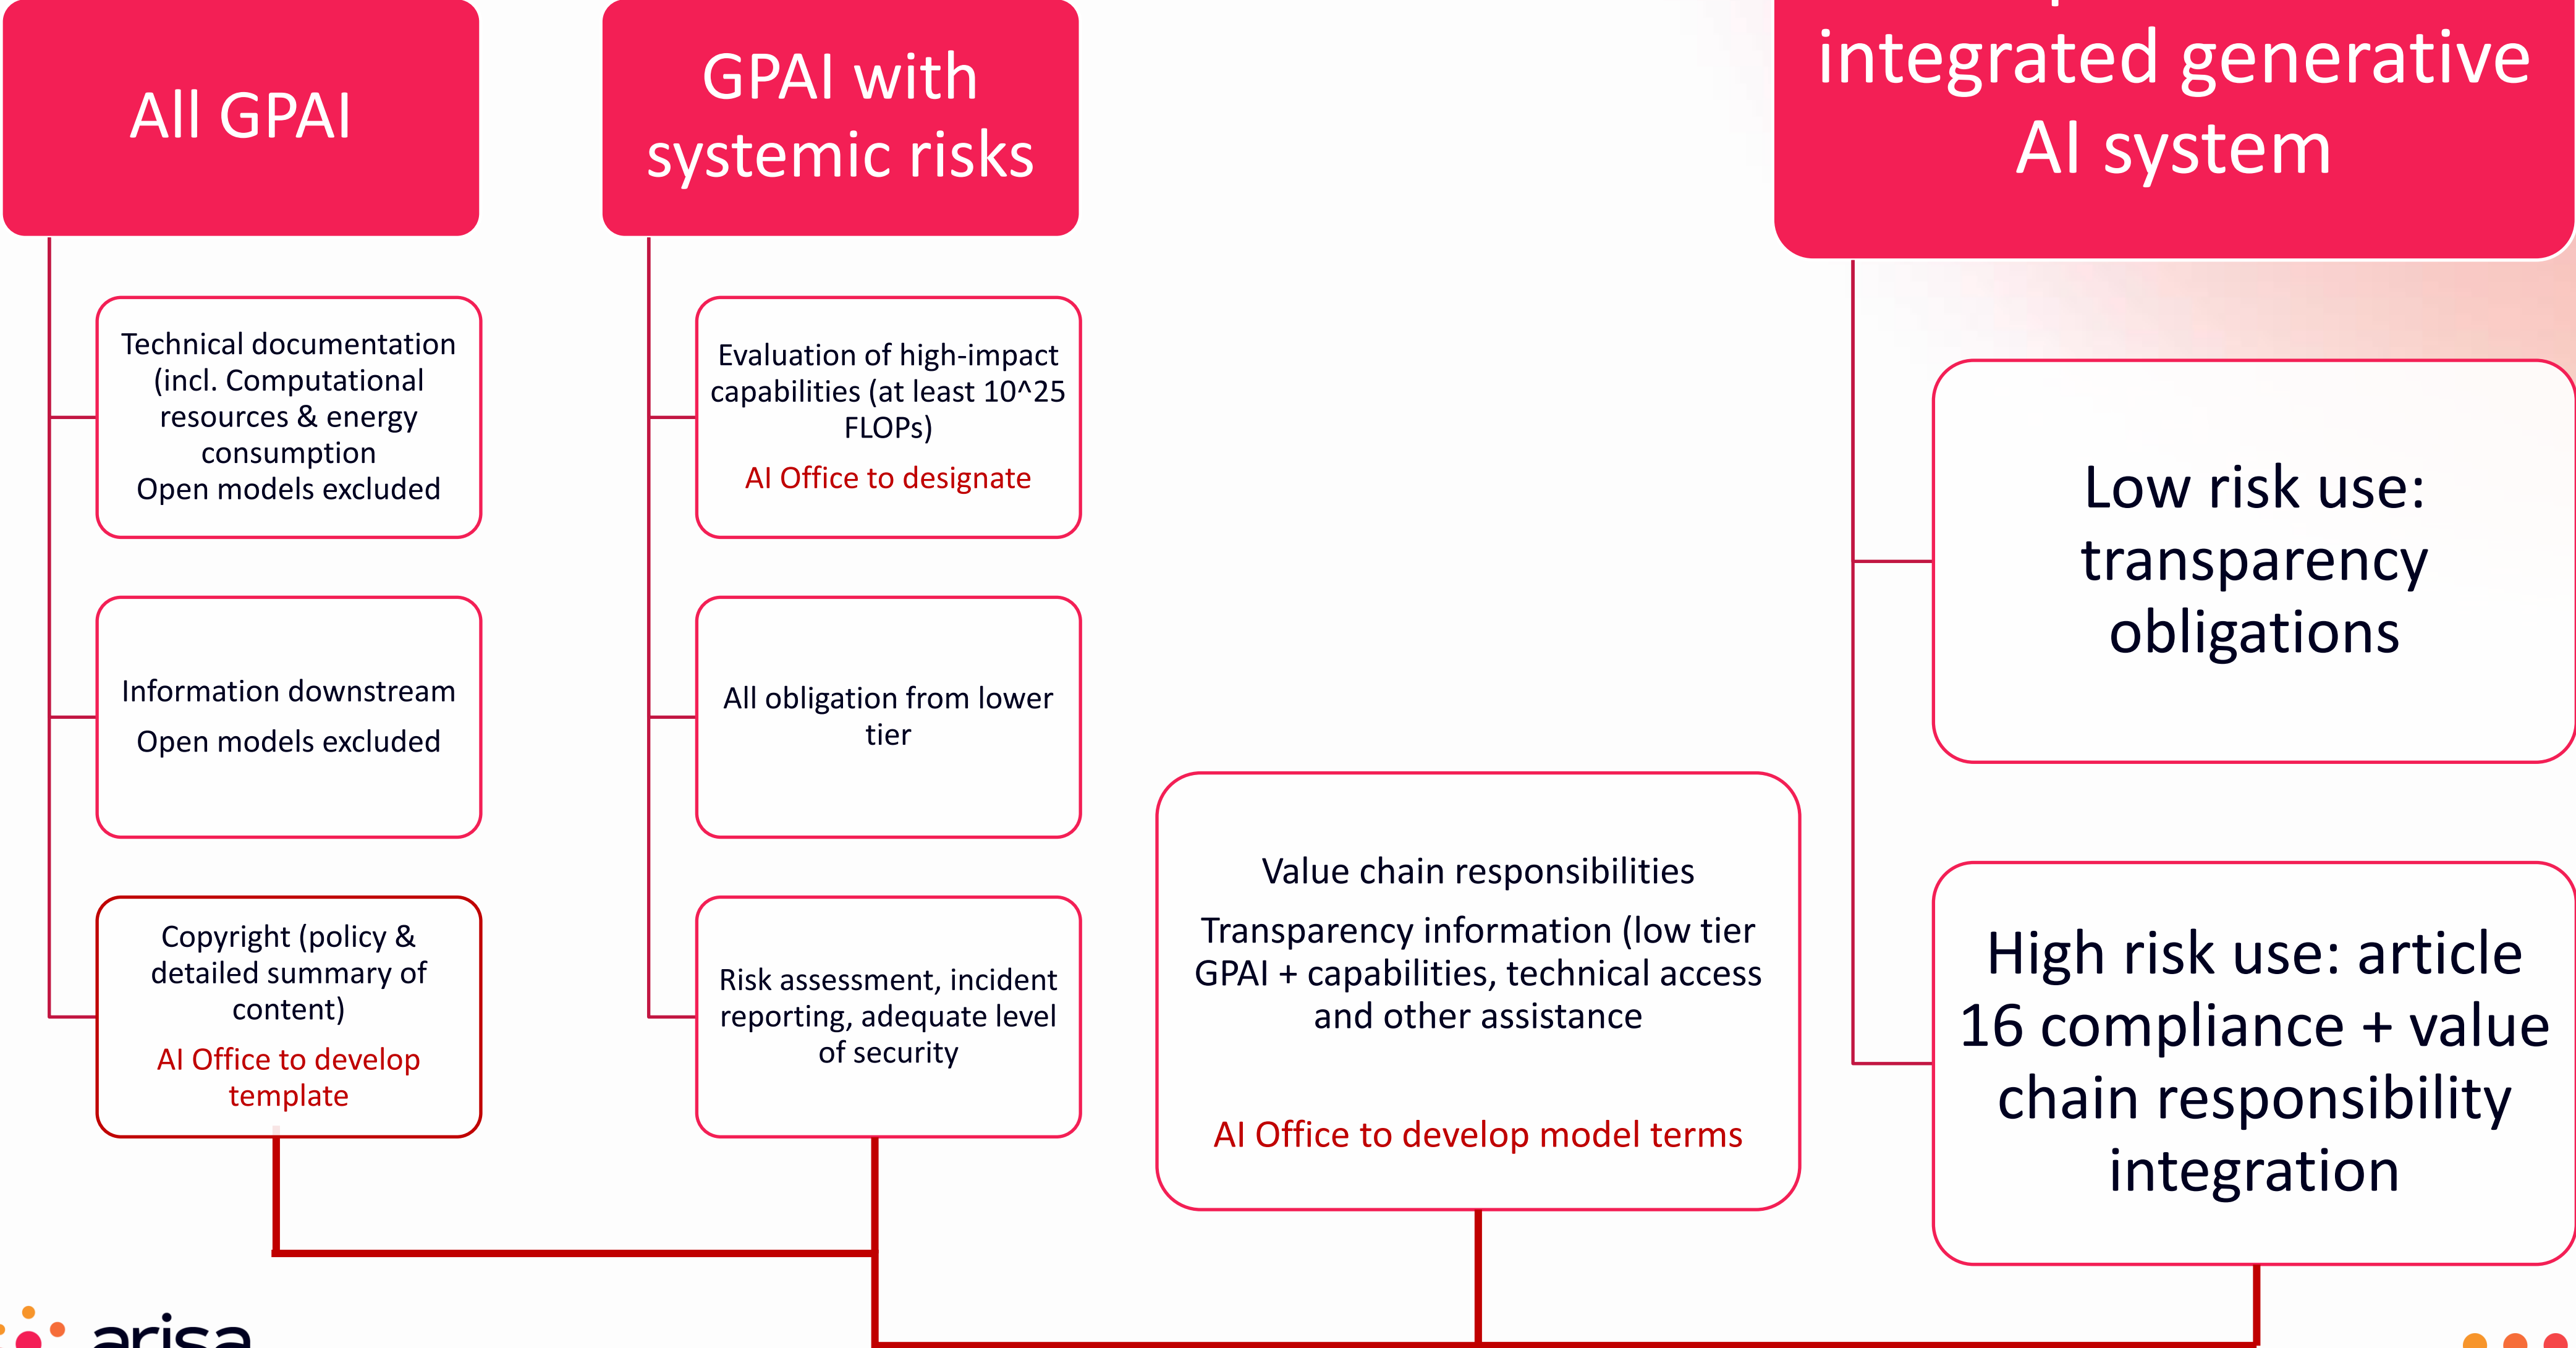 All GPAI
Technical documentation
(incl. Computational
resources & energy
consumption
Open models excluded
Information downstream
Open models excluded
Copyright (policy &
detailed summary of
content)
AI Office to develop
template
GPAI with
systemic risks
Evaluation of high-impact
capabilities (at least 10^25
FLOPs)
AI Office to designate
All obligation from lower
tier
Risk assessment, incident
reporting, adequate level
of security
Value chain responsibilities
Transparency information (low tier
GPAI + capabilities, technical access
and other assistance
AI Office to develop model terms
integrated generative
AI system
Low risk use:
transparency
obligations
High risk use: article
16 compliance + value
chain responsibility
integration
arisa